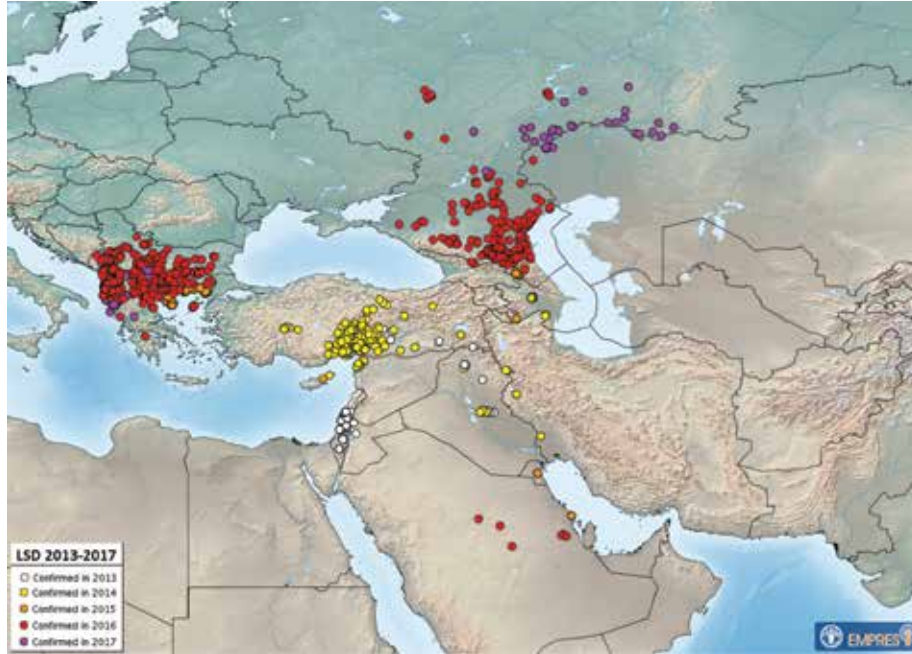 LSD 2013-2017
Confirmed in 2013
Confirmed in 2014
Confirmed in 2015
Confirmed in 2016
Confirmed in 2017
EMPRES